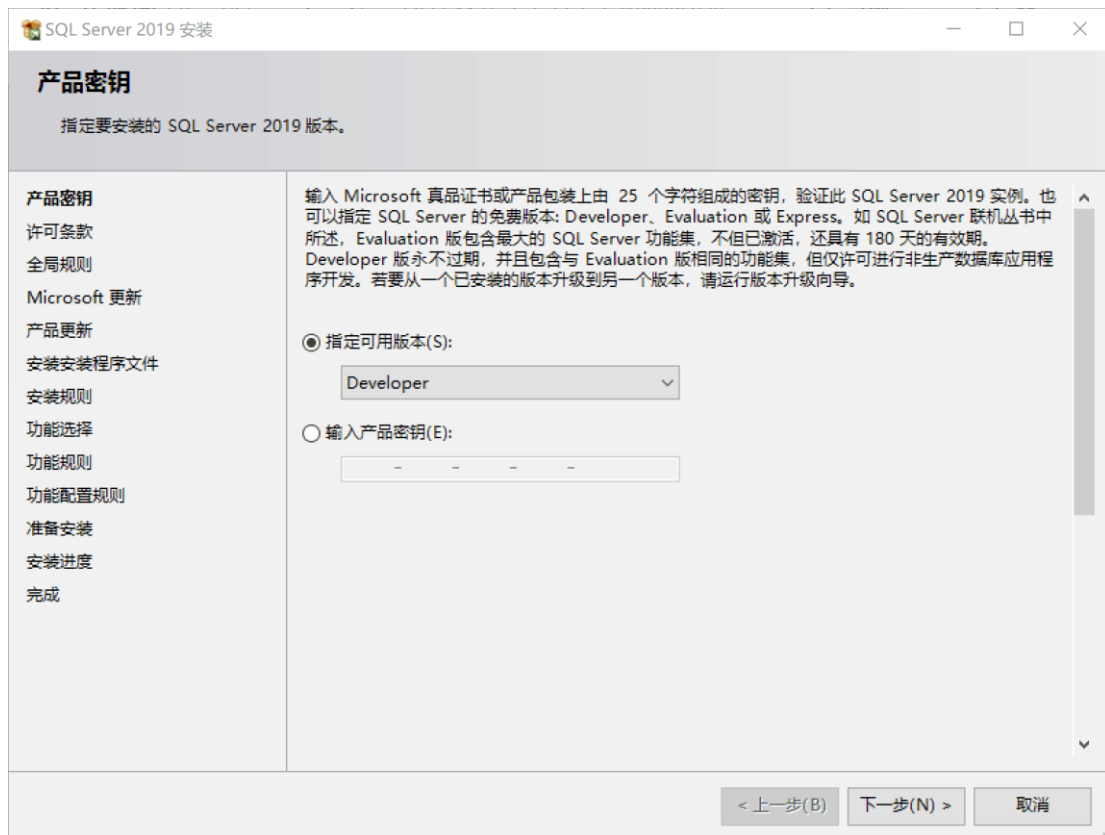 SQL Server 2019 安装
产品密钥
指定要安装的 SQL Server 2019 版本。
产品密钥
许可条款
全局规则
Microsoft 更新
产品更新
安装安装程序文件
安装规则
功能选择
功能规则
功能配置规则
准备安装
安装进度
完成
输入 Microsoft 真品证书或产品包装上由 25 个字符组成的密钥，验证此 SQL Server 2019 实例。也
可以指定 SQL Server 的免费版本: Developer、Evaluation 或 Express。如 SQL Server 联机丛书中
所述，Evaluation 版包含最大的 SQL Server 功能集，不但已激活，还具有 180 天的有效期。
Developer 版永不过期，并且包含与 Evaluation 版相同的功能集，但仅许可进行非生产数据库应用程
序开发。若要从一个已安装的版本升级到另一个版本，请运行版本升级向导。
指定可用版本(S):
Developer
输入产品密钥(E):
- - - -
< 上一步(B) 下一步(N) > 取消